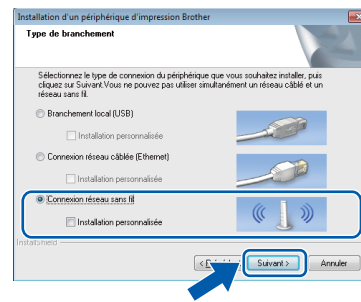 Installation d'un périphérique d'impression Brother
Type de branchement
Sélectionnez le type de connexion du périphérique que vous souhaitez installer, puis
cliquez sur Suivant.Vous ne pouvez pas utiliser simultanément un réseau câblé et un
réseau sans fil.
Branchement local (USB)
Installation personnalisée
Connexion réseau câblée (Ethernet)
Installation personnalisée
Connexion réseau sans fil
Installation personnalisée
InstallShield
Suivant > Annuler